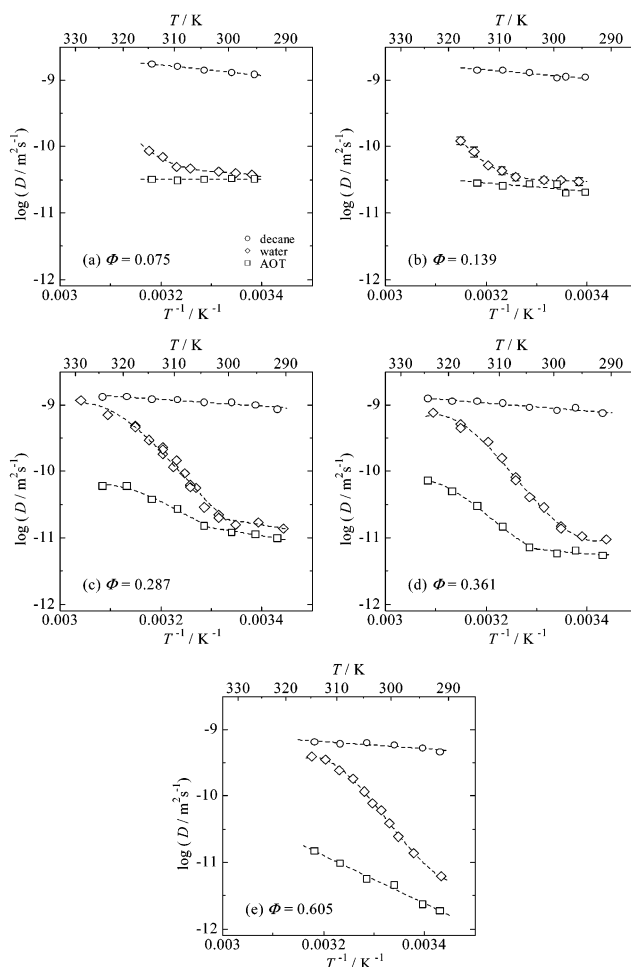 T / K
330 320 310 300 290
-9
-10
-11
-12
log (D / m²s⁻¹)
decane
water
AOT
(a) Φ = 0.075
0.003 0.0032 0.0034
T⁻¹ / K⁻¹
T / K
330 320 310 300 290
-9
-10
-11
-12
log (D / m²s⁻¹)
(b) Φ = 0.139
0.003 0.0032 0.0034
T⁻¹ / K⁻¹
T / K
330 320 310 300 290
-9
-10
-11
-12
log (D / m²s⁻¹)
(c) Φ = 0.287
0.003 0.0032 0.0034
T⁻¹ / K⁻¹
T / K
330 320 310 300 290
-9
-10
-11
-12
log (D / m²s⁻¹)
(d) Φ = 0.361
0.003 0.0032 0.0034
T⁻¹ / K⁻¹
T / K
330 320 310 300 290
-9
-10
-11
-12
log (D / m²s⁻¹)
(e) Φ = 0.605
0.003 0.0032 0.0034
T⁻¹ / K⁻¹